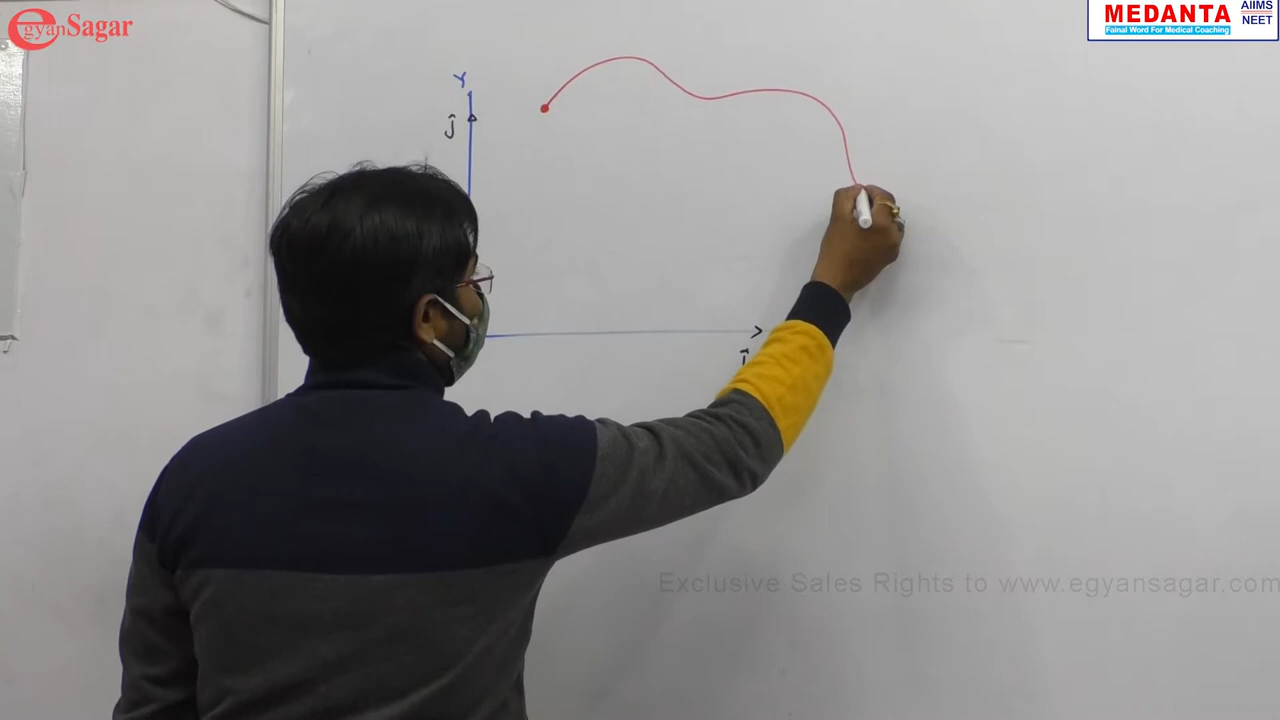 egyanSagar
MEDANTA
Fainal Word For Medical Coaching
AIIMS
NEET
Y
ĵ
î
Exclusive Sales Rights to www.egyansagar.com